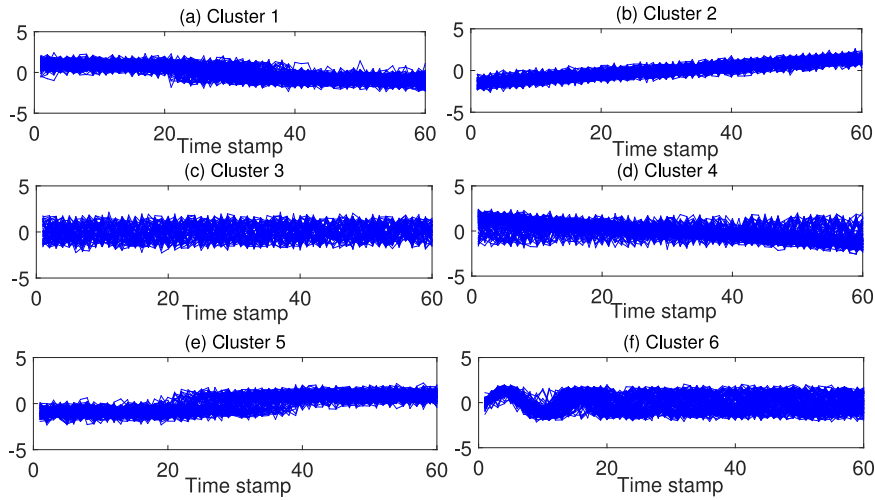 (a) Cluster 1
5
0
-5
0 20 40 60
Time stamp
(b) Cluster 2
5
0
-5
0 20 40 60
Time stamp
(c) Cluster 3
5
0
-5
0 20 40 60
Time stamp
(d) Cluster 4
5
0
-5
0 20 40 60
Time stamp
(e) Cluster 5
5
0
-5
0 20 40 60
Time stamp
(f) Cluster 6
5
0
-5
0 20 40 60
Time stamp